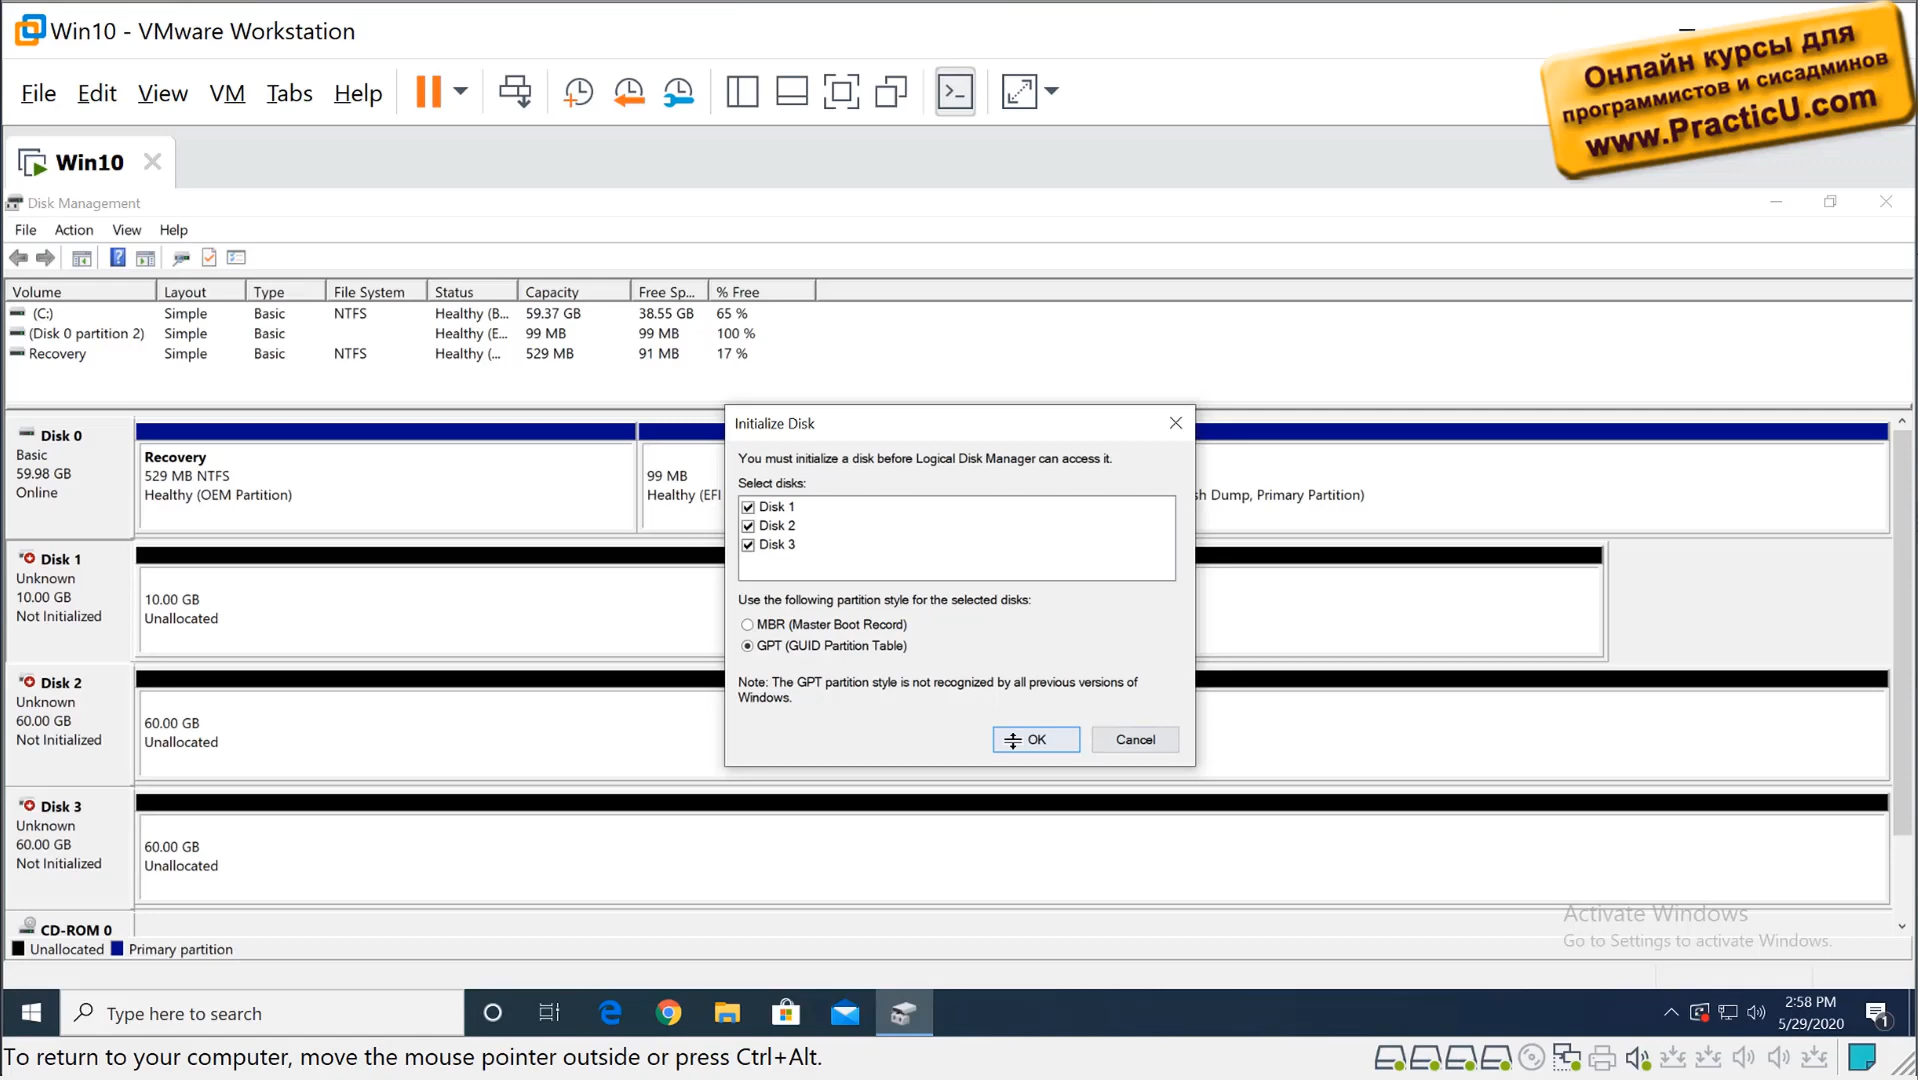 Win10 - VMware Workstation
Онлайн курсы для
программистов и сисадминов
www.PracticU.com
File Edit View VM Tabs Help
Win10
Disk Management
File Action View Help
Volume Layout Type File System Status Capacity Free Sp... % Free
(C:) Simple Basic NTFS Healthy (B... 59.37 GB 38.55 GB 65 %
(Disk 0 partition 2) Simple Basic Healthy (E... 99 MB 99 MB 100 %
Recovery Simple Basic NTFS Healthy (... 529 MB 91 MB 17 %
Disk 0
Basic
59.98 GB
Online
Recovery
529 MB NTFS
Healthy (OEM Partition)
99 MB
Healthy (EFI
sh Dump, Primary Partition)
Initialize Disk
You must initialize a disk before Logical Disk Manager can access it.
Select disks:
Disk 1
Disk 2
Disk 3
Use the following partition style for the selected disks:
MBR (Master Boot Record)
GPT (GUID Partition Table)
Note: The GPT partition style is not recognized by all previous versions of
Windows.
OK Cancel
Disk 1
Unknown
10.00 GB
Not Initialized
10.00 GB
Unallocated
Disk 2
Unknown
60.00 GB
Not Initialized
60.00 GB
Unallocated
Disk 3
Unknown
60.00 GB
Not Initialized
60.00 GB
Unallocated
CD-ROM 0
Unallocated Primary partition
Activate Windows
Go to Settings to activate Windows.
Type here to search
2:58 PM
5/29/2020
1
To return to your computer, move the mouse pointer outside or press Ctrl+Alt.